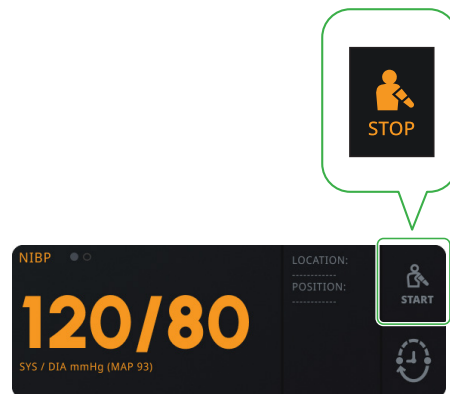 STOP
NIBP
LOCATION:
------------
POSITION:
------------
START
120/80
SYS / DIA mmHg (MAP 93)